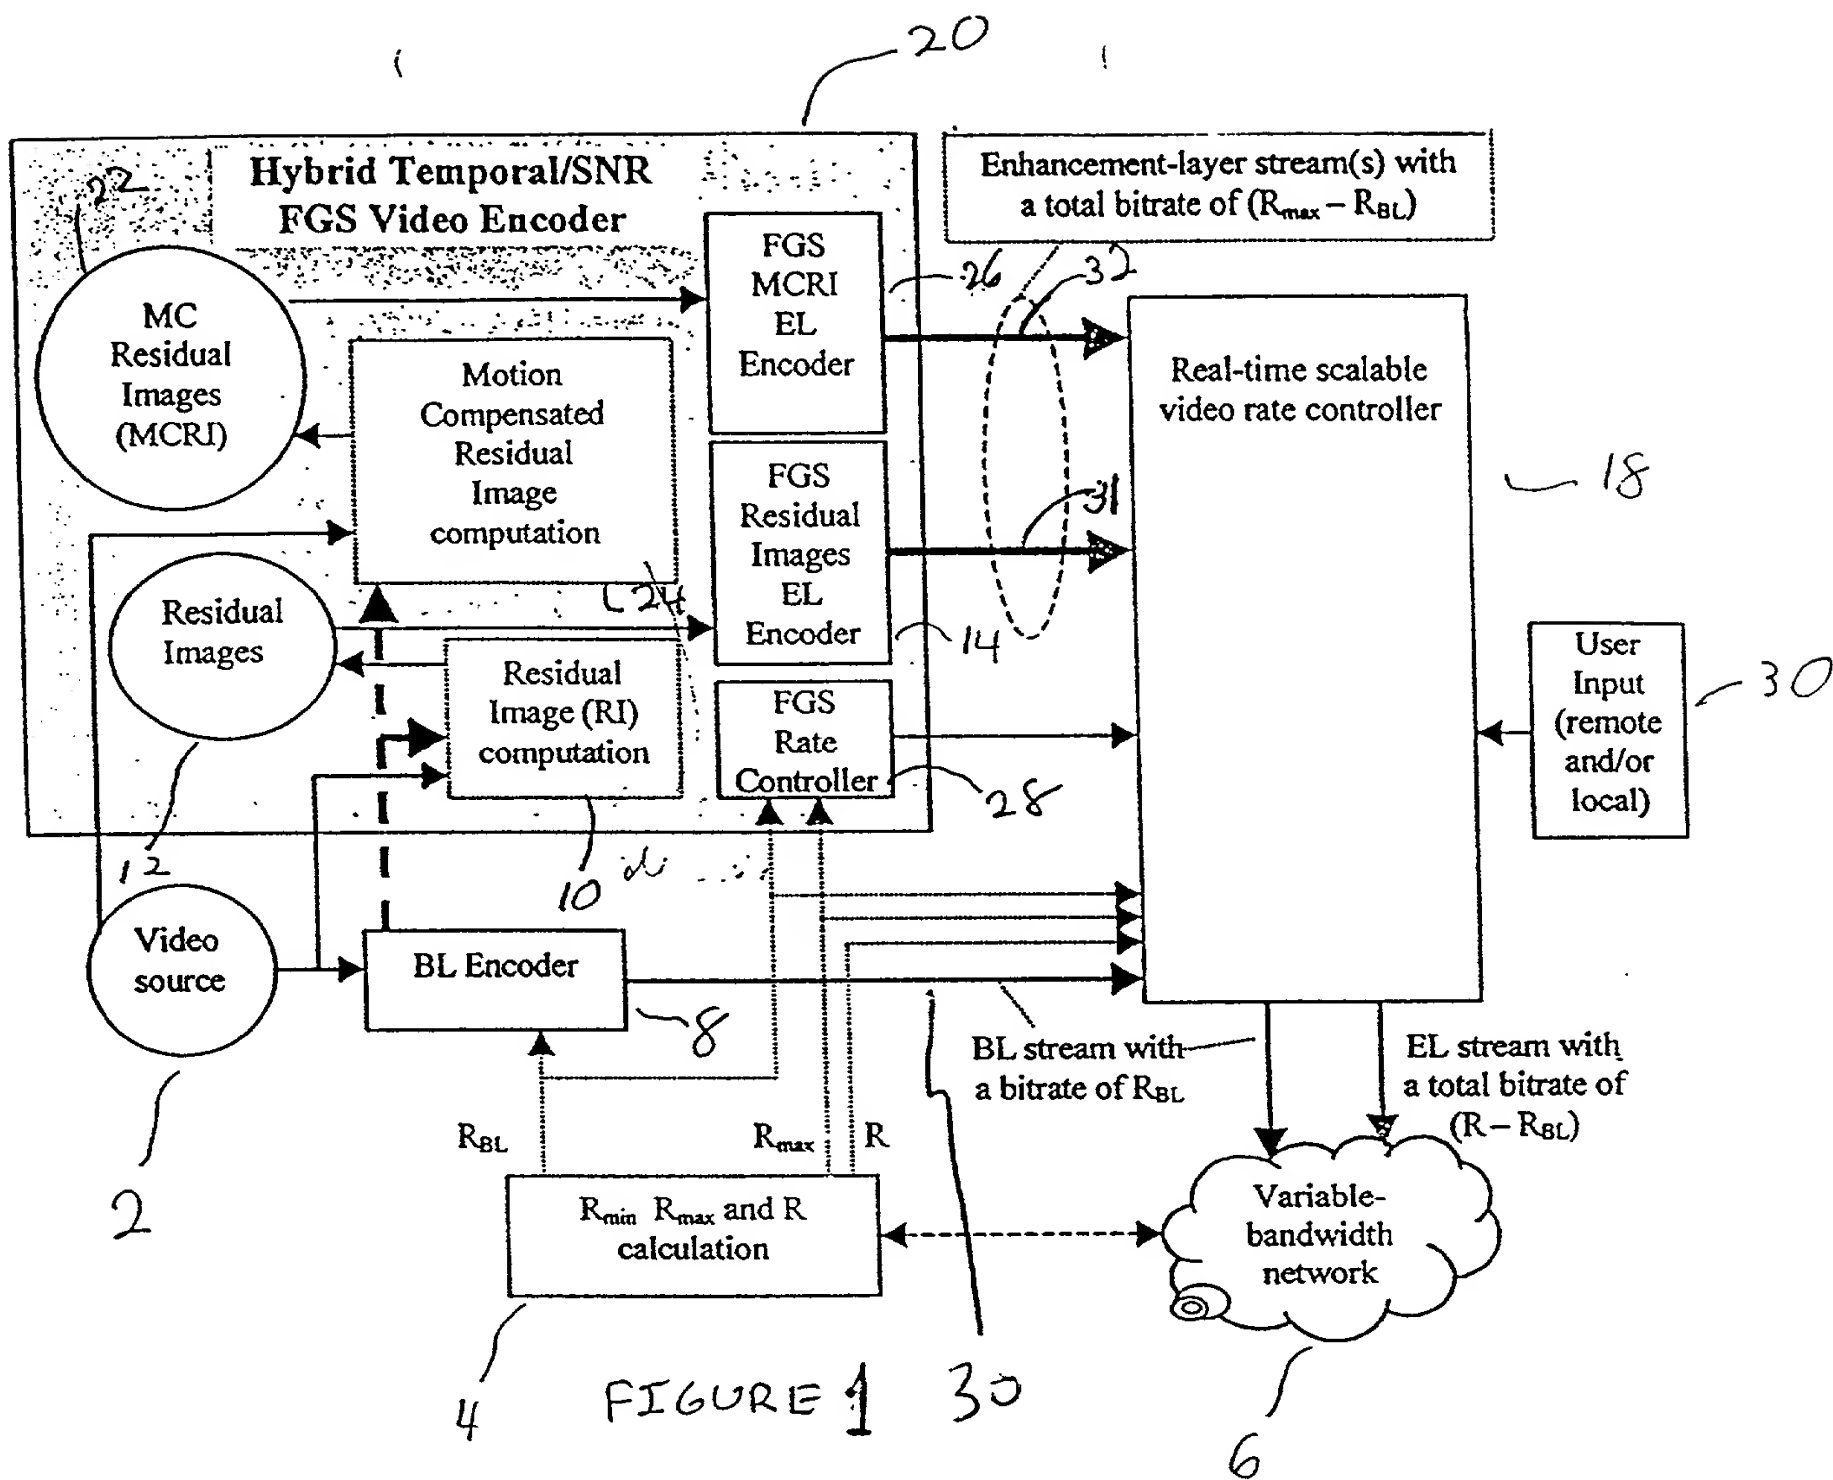 20
Hybrid Temporal/SNR
FGS Video Encoder
22
MC
Residual
Images
(MCRI)
Motion
Compensated
Residual
Image
computation
24
FGS
MCRI
EL
Encoder
26
Enhancement-layer stream(s) with
a total bitrate of (Rmax – RBL)
32
FGS
Residual
Images
EL
Encoder
14
31
Real-time scalable
video rate controller
18
Residual
Images
12
Residual
Image (RI)
computation
10
FGS
Rate
Controller
28
User
Input
(remote
and/or
local)
30
Video
source
2
BL Encoder
8
BL stream with
a bitrate of RBL
EL stream with
a total bitrate of
(R – RBL)
RBL
Rmax
R
Rmin Rmax and R
calculation
4
Variable-
bandwidth
network
6
30
FIGURE 1